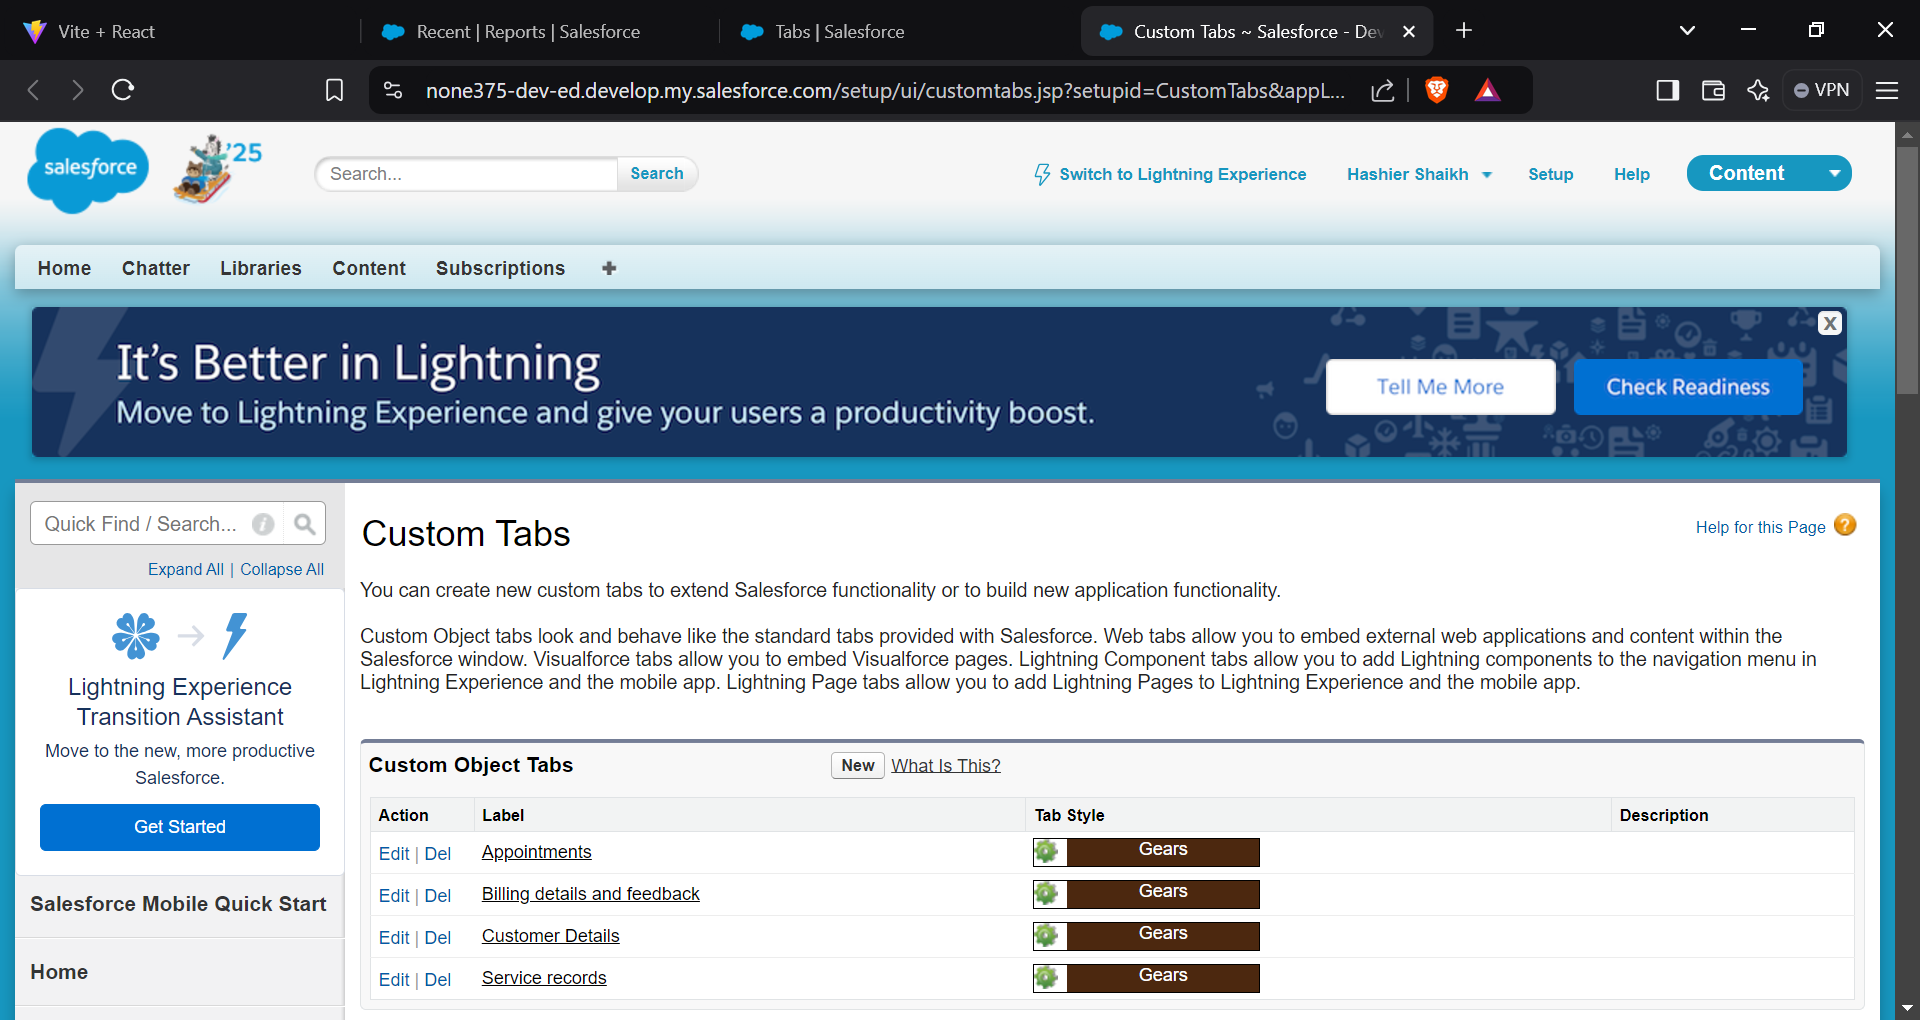 Vite + React
Recent | Reports | Salesforce
Tabs | Salesforce
Custom Tabs ~ Salesforce - Dev
none375-dev-ed.develop.my.salesforce.com/setup/ui/customtabs.jsp?setupid=CustomTabs&appL...
VPN
salesforce
'25
Search...
Search
Switch to Lightning Experience
Hashier Shaikh
Setup
Help
Content
Home
Chatter
Libraries
Content
Subscriptions
+
It's Better in Lightning
Move to Lightning Experience and give your users a productivity boost.
Tell Me More
Check Readiness
X
Quick Find / Search...
i
Expand All | Collapse All
Lightning Experience
Transition Assistant
Move to the new, more productive
Salesforce.
Get Started
Salesforce Mobile Quick Start
Home
Custom Tabs
Help for this Page ?
You can create new custom tabs to extend Salesforce functionality or to build new application functionality.
Custom Object tabs look and behave like the standard tabs provided with Salesforce. Web tabs allow you to embed external web applications and content within the
Salesforce window. Visualforce tabs allow you to embed Visualforce pages. Lightning Component tabs allow you to add Lightning components to the navigation menu in
Lightning Experience and the mobile app. Lightning Page tabs allow you to add Lightning Pages to Lightning Experience and the mobile app.
Custom Object Tabs
New
What Is This?
Action Label Tab Style Description
Edit | Del Appointments Gears
Edit | Del Billing details and feedback Gears
Edit | Del Customer Details Gears
Edit | Del Service records Gears